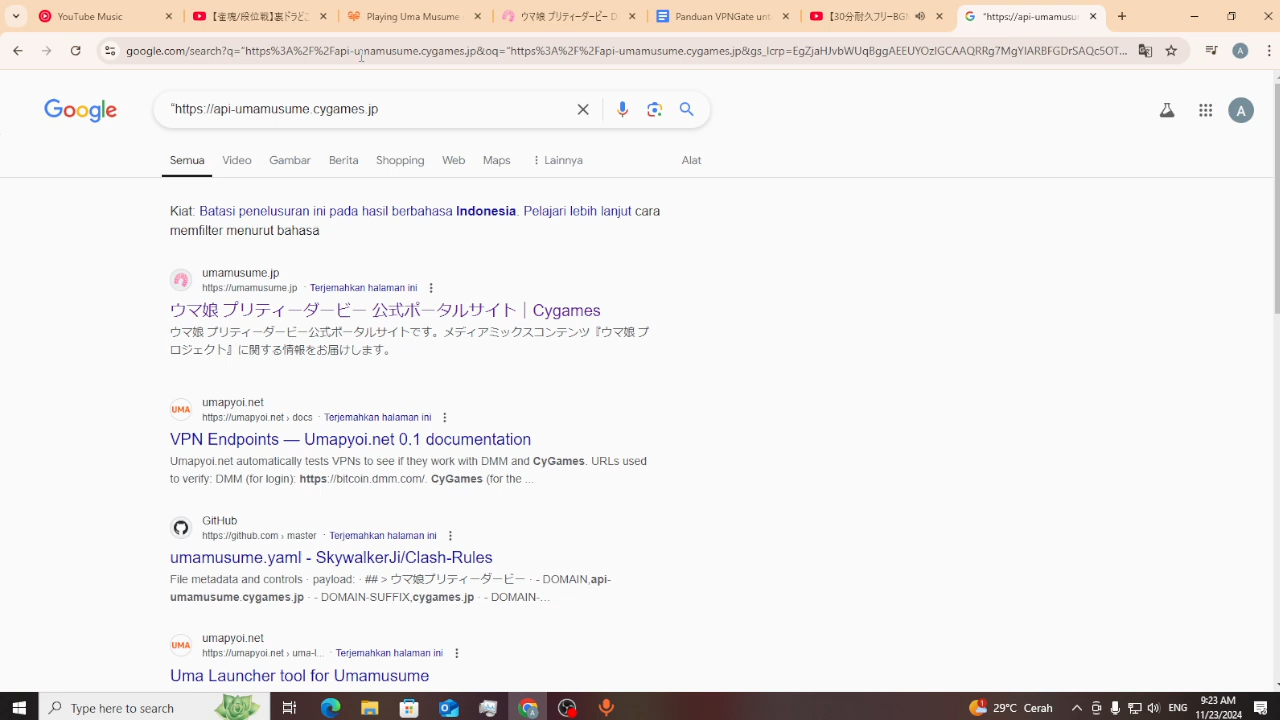 YouTube Music
【雀魂/段位戦】裏ドラどこ
Playing Uma Musume
ウマ娘 プリティーダービー D
Panduan VPNGate untu
【30分耐久フリーBG
"https://api-umamusu
google.com/search?q="https%3A%2F%2Fapi-umamusume.cygames.jp&oq="https%3A%2F%2Fapi-umamusume.cygames.jp&gs_lcrp=EgZjaHJvbWUqBggAEEUYOzIGCAAQRRg7MgYIARBFGDrSAQc5OT...
A
Google
"https://api-umamusume.cygames.jp
A
Semua Video Gambar Berita Shopping Web Maps Lainnya Alat
Kiat: Batasi penelusuran ini pada hasil berbahasa Indonesia. Pelajari lebih lanjut cara
memfilter menurut bahasa
umamusume.jp
https://umamusume.jp · Terjemahkan halaman ini
ウマ娘 プリティーダービー 公式ポータルサイト｜Cygames
ウマ娘 プリティーダービー公式ポータルサイトです。メディアミックスコンテンツ『ウマ娘 プ
ロジェクト』に関する情報をお届けします。
UMA
umapyoi.net
https://umapyoi.net › docs · Terjemahkan halaman ini
VPN Endpoints — Umapyoi.net 0.1 documentation
Umapyoi.net automatically tests VPNs to see if they work with DMM and CyGames. URLs used
to verify: DMM (for login): https://bitcoin.dmm.com/. CyGames (for the ...
GitHub
https://github.com › master · Terjemahkan halaman ini
umamusume.yaml - SkywalkerJi/Clash-Rules
File metadata and controls · payload: · ## > ウマ娘プリティーダービー · - DOMAIN,api-
umamusume.cygames.jp · - DOMAIN-SUFFIX,cygames.jp · - DOMAIN-...
UMA
umapyoi.net
https://umapyoi.net › uma-l... · Terjemahkan halaman ini
Uma Launcher tool for Umamusume
Type here to search
29°C Cerah
ENG
9:23 AM
11/23/2024